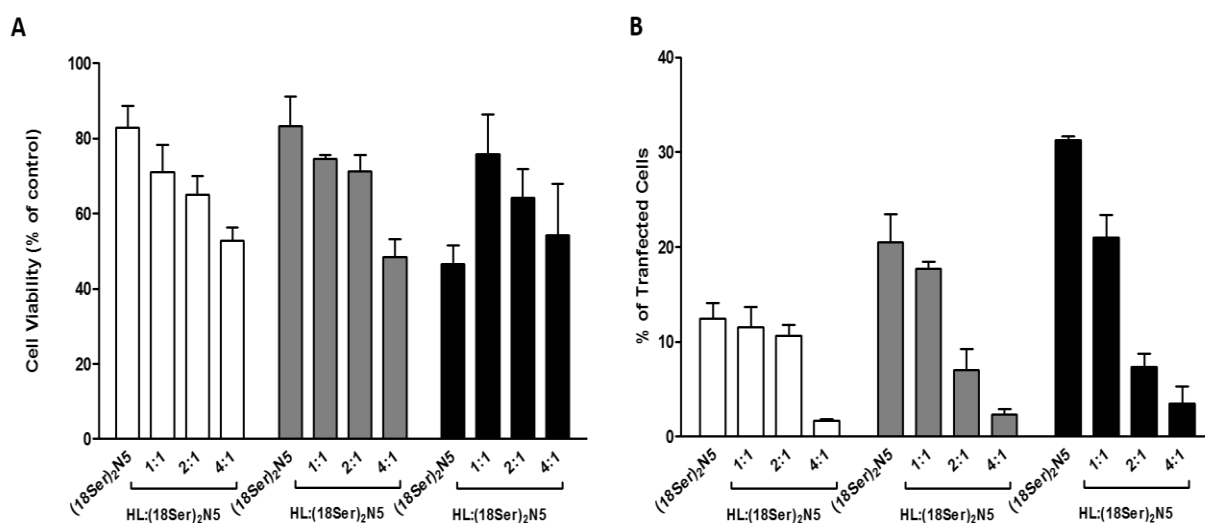 A
Cell Viability (% of control)
100
80
60
40
20
0
(18Ser)₂N5
1:1
2:1
4:1
HL:(18Ser)₂N5
(18Ser)₂N5
1:1
2:1
4:1
HL:(18Ser)₂N5
(18Ser)₂N5
1:1
2:1
4:1
HL:(18Ser)₂N5
B
% of Tranfected Cells
40
30
20
10
0
(18Ser)₂N5
1:1
2:1
4:1
HL:(18Ser)₂N5
(18Ser)₂N5
1:1
2:1
4:1
HL:(18Ser)₂N5
(18Ser)₂N5
1:1
2:1
4:1
HL:(18Ser)₂N5